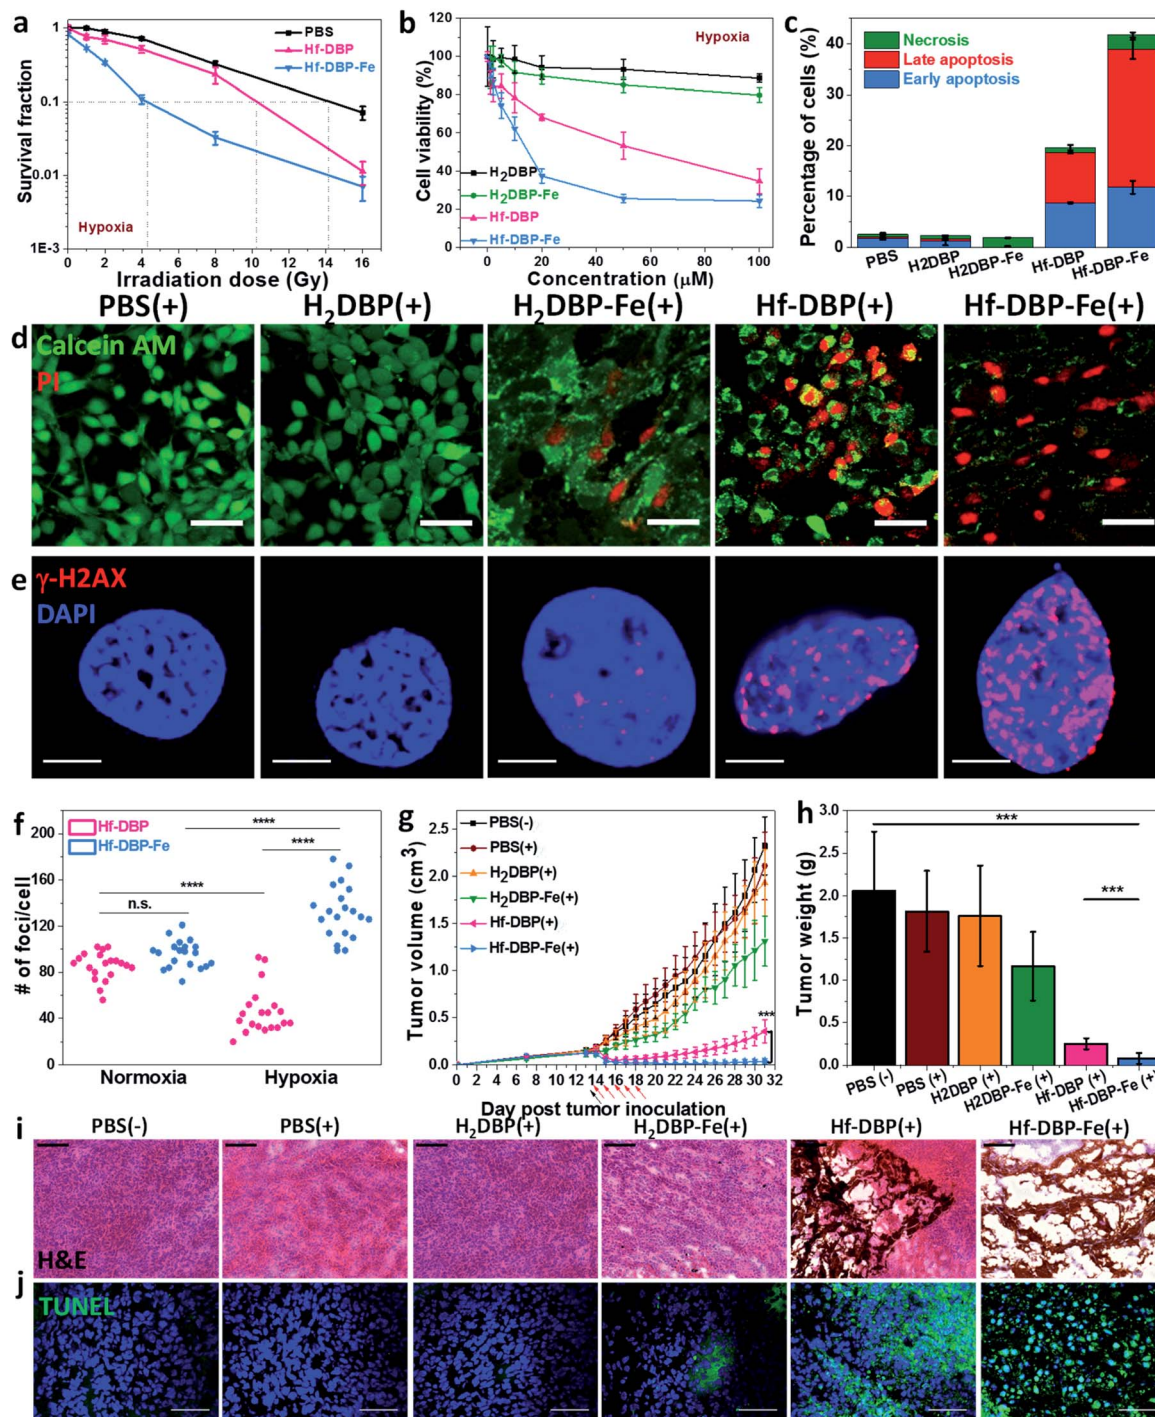 a
PBS
Hf-DBP
Hf-DBP-Fe
1
0.1
0.01
1E-3
Survival fraction
Hypoxia
0 2 4 6 8 10 12 14 16
Irradiation dose (Gy)
b
Hypoxia
120
100
80
60
40
20
0
Cell viability (%)
H2DBP
H2DBP-Fe
Hf-DBP
Hf-DBP-Fe
0 20 40 60 80 100
Concentration (μM)
c
Necrosis
Late apoptosis
Early apoptosis
40
30
20
10
0
Percentage of cells (%)
PBS
H2DBP
H2DBP-Fe
Hf-DBP
Hf-DBP-Fe
PBS(+)
H2DBP(+)
H2DBP-Fe(+)
Hf-DBP(+)
Hf-DBP-Fe(+)
d
Calcein AM
PI
e
γ-H2AX
DAPI
f
Hf-DBP
Hf-DBP-Fe
200
160
120
80
40
0
# of foci/cell
****
****
****
n.s.
Normoxia
Hypoxia
g
PBS(-)
PBS(+)
H2DBP(+)
H2DBP-Fe(+)
Hf-DBP(+)
Hf-DBP-Fe(+)
2.5
2.0
1.5
1.0
0.5
0.0
Tumor volume (cm3)
***
0 2 4 6 8 10 12 14 16 18 20 22 24 26 28 30 32
Day post tumor inoculation
h
3.0
2.5
2.0
1.5
1.0
0.5
0.0
Tumor weight (g)
***
***
PBS (-)
PBS (+)
H2DBP (+)
H2DBP-Fe (+)
Hf-DBP (+)
Hf-DBP-Fe (+)
i
PBS(-)
PBS(+)
H2DBP(+)
H2DBP-Fe(+)
Hf-DBP(+)
Hf-DBP-Fe(+)
H&E
j
TUNEL